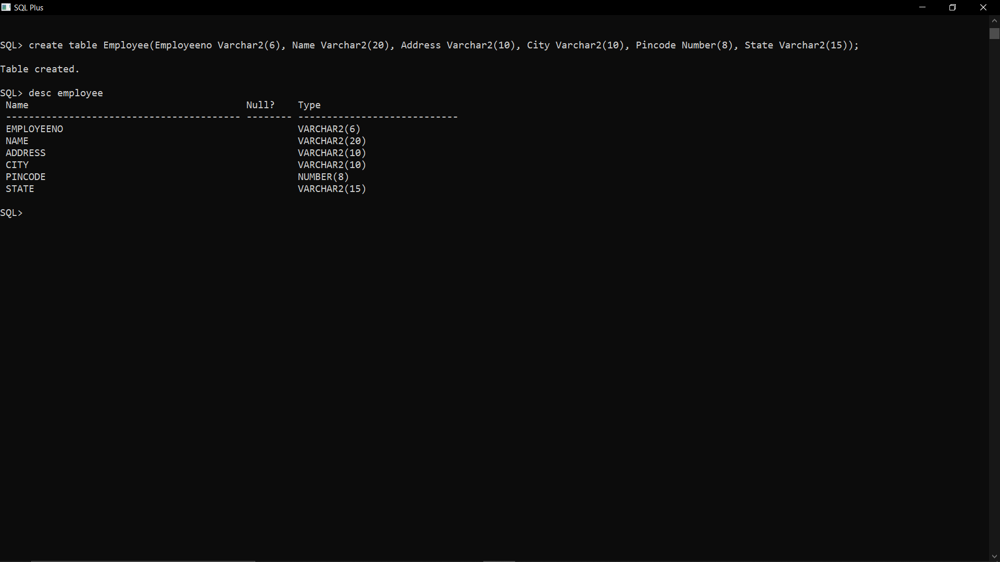 SQL Plus
SQL> create table Employee(Employeeno Varchar2(6), Name Varchar2(20), Address Varchar2(10), City Varchar2(10), Pincode Number(8), State Varchar2(15));
Table created.
SQL> desc employee
Name Null? Type
----------------------------------------- -------- ----------------------------
EMPLOYEENO VARCHAR2(6)
NAME VARCHAR2(20)
ADDRESS VARCHAR2(10)
CITY VARCHAR2(10)
PINCODE NUMBER(8)
STATE VARCHAR2(15)
SQL>